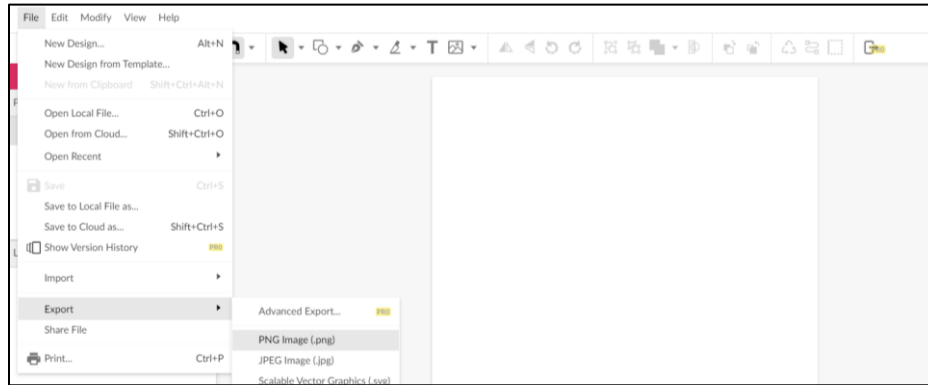 File Edit Modify View Help
New Design... Alt+N
New Design from Template...
New from Clipboard Shift+Ctrl+Alt+N
Open Local File... Ctrl+O
Open from Cloud... Shift+Ctrl+O
Open Recent
Save Ctrl+S
Save to Local File as...
Save to Cloud as... Shift+Ctrl+S
Show Version History PRO
Import
Export
Share File
Print... Ctrl+P
Advanced Export... PRO
PNG Image (.png)
JPEG Image (.jpg)
Scalable Vector Graphics (.svg)
T
PRO